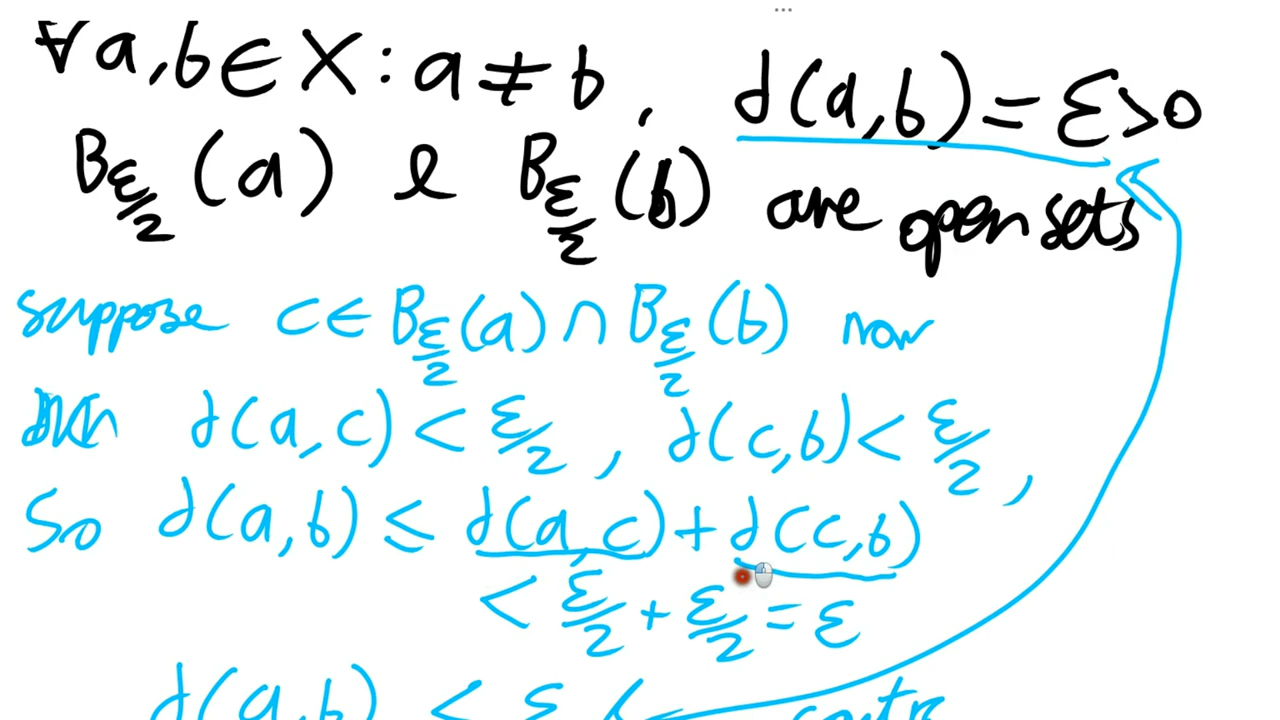 ∀ a, b ∈ X : a ≠ b, d(a,b) = ε > 0
B_{ε/2}(a) & B_{ε/2}(b) are open sets
suppose c ∈ B_{ε/2}(a) ∩ B_{ε/2}(b) now
then d(a,c) < ε/2, d(c,b) < ε/2,
So d(a,b) ≤ d(a,c) + d(c,b)
< ε/2 + ε/2 = ε
d(a,b) < ε